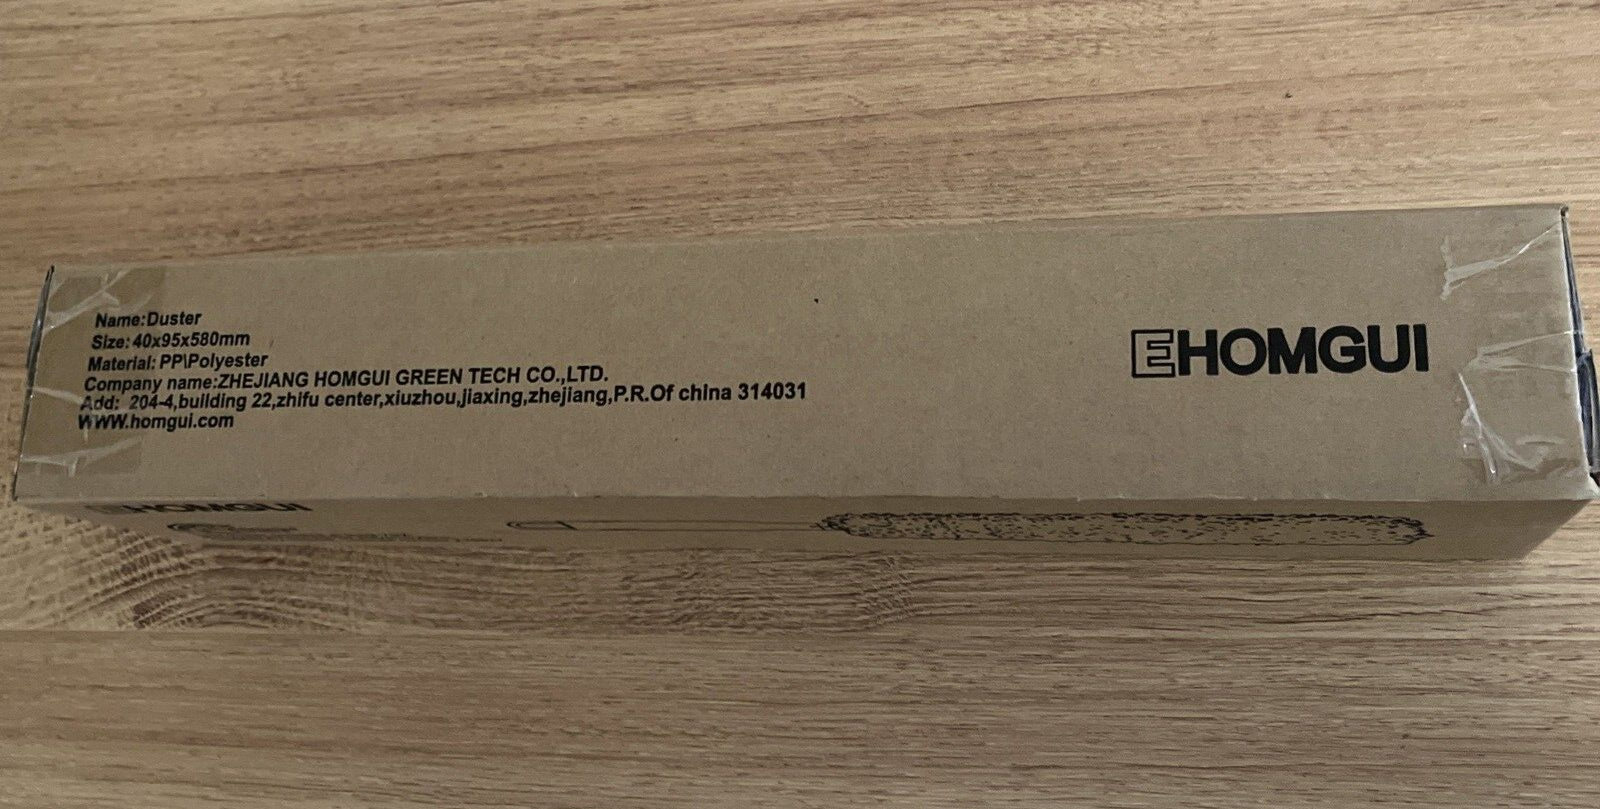 Name:Duster
Size: 40x95x580mm
Material: PP\Polyester
Company name:ZHEJIANG HOMGUI GREEN TECH CO.,LTD.
Add: 204-4,building 22,zhifu center,xiuzhou,jiaxing,zhejiang,P.R.Of china 314031
WWW.homgui.com
EHOMGUI
EHOMGUI